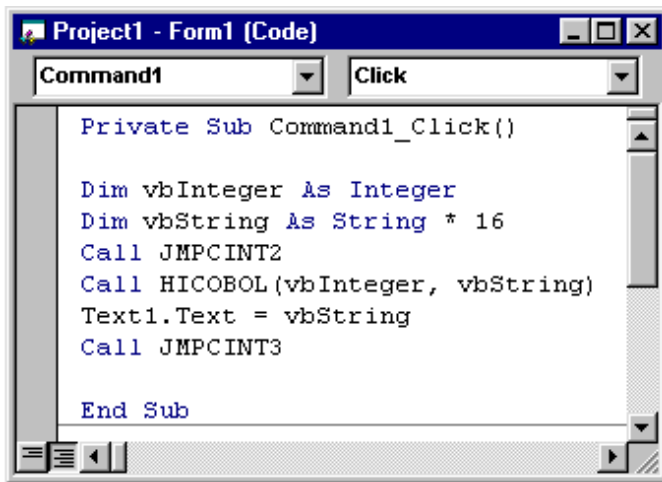 Project1 - Form1 (Code)
Command1 Click
Private Sub Command1_Click()
Dim vbInteger As Integer
Dim vbString As String * 16
Call JMPCINT2
Call HICOBOL(vbInteger, vbString)
Text1.Text = vbString
Call JMPCINT3
End Sub